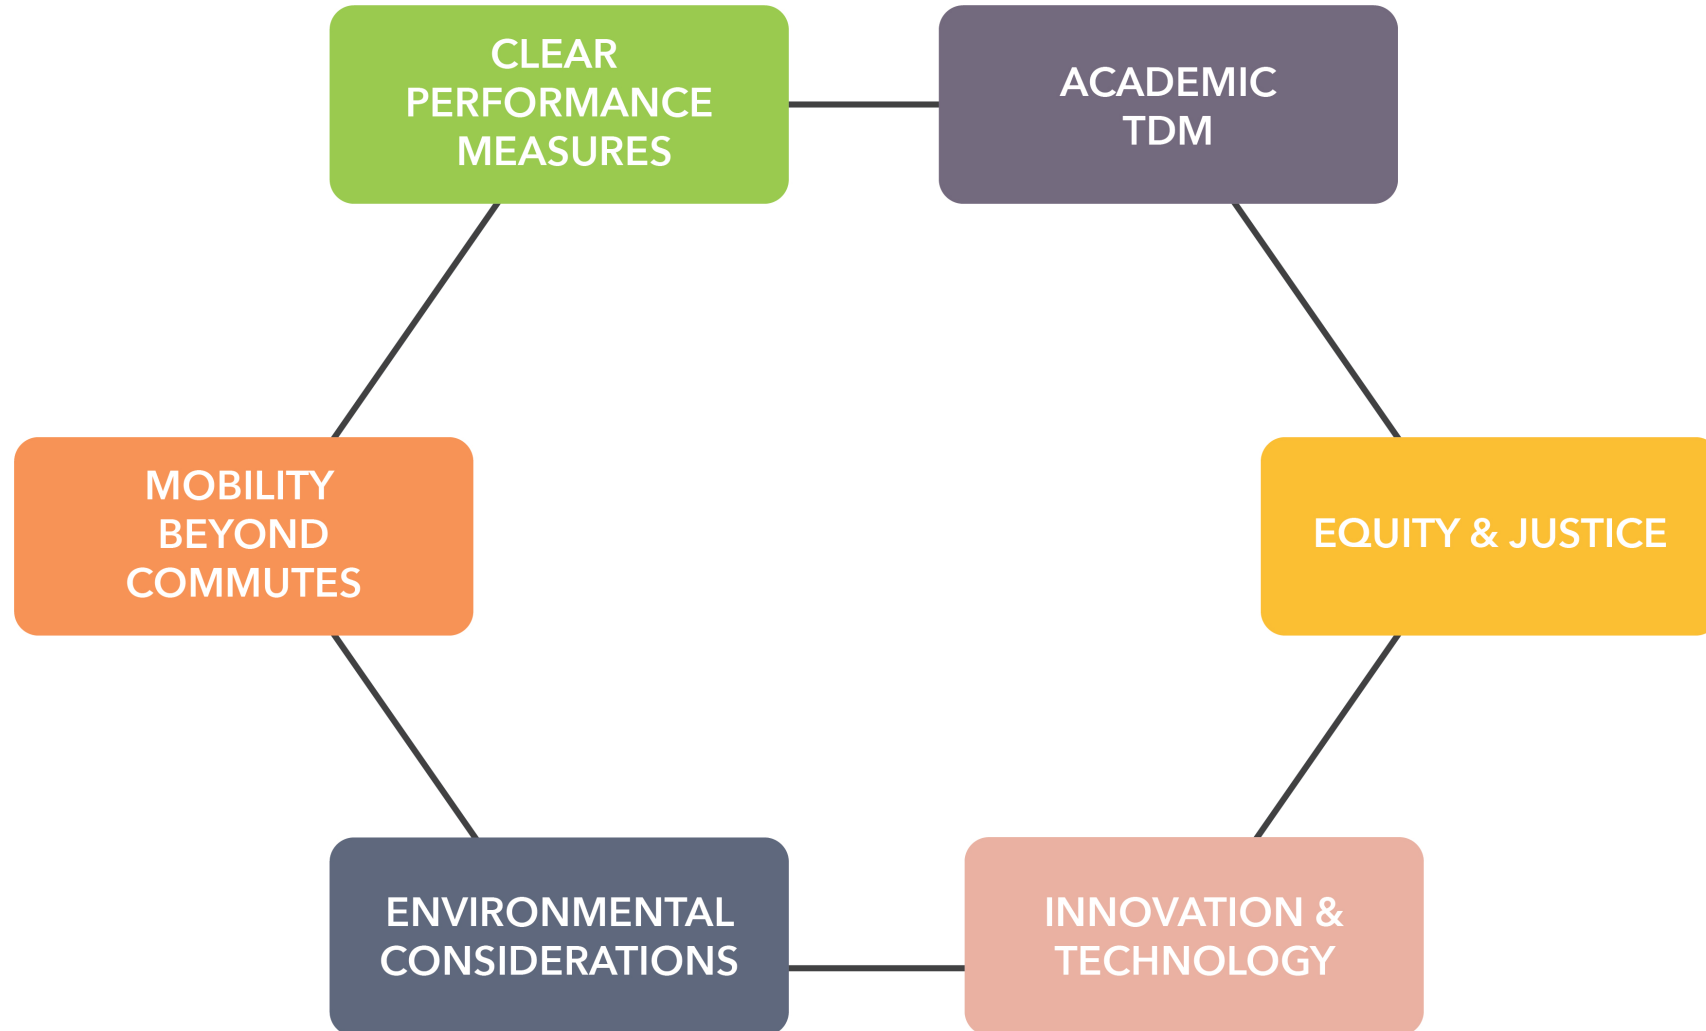 CLEAR
PERFORMANCE
MEASURES
ACADEMIC
TDM
MOBILITY
BEYOND
COMMUTES
EQUITY & JUSTICE
ENVIRONMENTAL
CONSIDERATIONS
INNOVATION &
TECHNOLOGY